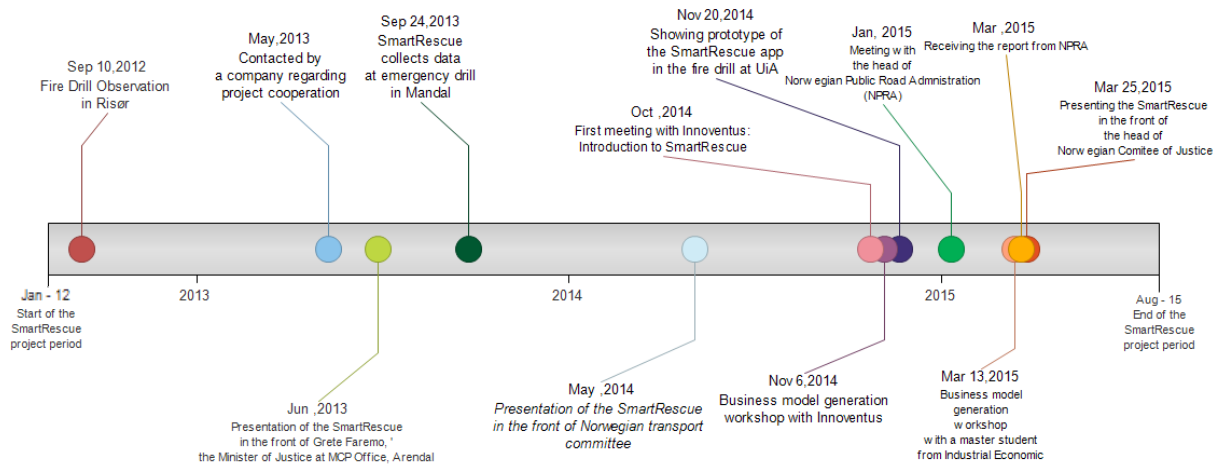 Sep 10,2012
Fire Drill Observation
in Risør
May,2013
Contacted by
a company regarding
project cooperation
Sep 24,2013
SmartRescue
collects data
at emergency drill
in Mandal
Oct ,2014
First meeting with Innoventus:
Introduction to SmartRescue
Nov 20,2014
Showing prototype of
the SmartRescue app
in the fire drill at UiA
Jan, 2015
Meeting with
the head of
Norwegian Public Road Admnistration
(NPRA)
Mar ,2015
Receiving the report from NPRA
Mar 25,2015
Presenting the SmartRescue
in the front of
the head of
Norwegian Comitee of Justice
Jan - 12
Start of the
SmartRescue
project period
2013
2014
2015
Aug - 15
End of the
SmartRescue
project period
Jun ,2013
Presentation of the SmartRescue
in the front of Grete Faremo, '
the Minister of Justice at MCP Office, Arendal
May ,2014
Presentation of the SmartRescue
in the front of Norwegian transport
committee
Nov 6,2014
Business model generation
workshop with Innoventus
Mar 13,2015
Business model
generation
workshop
with a master student
from Industrial Economic